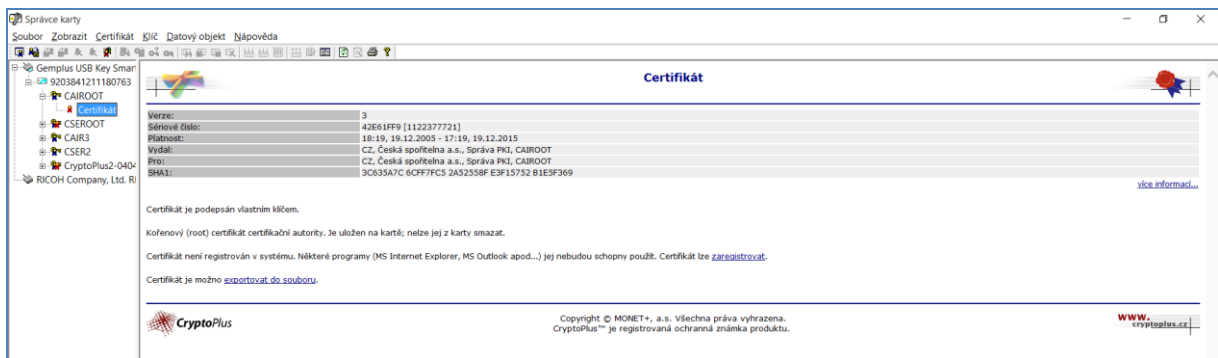 Správce karty
Soubor Zobrazit Certifikát Klíč Datový objekt Nápověda
Gemplus USB Key Smar
9203841211180763
CAIROOT
Certifikát
CSEROOT
CAIR3
CSER2
CryptoPlus2-0404
RICOH Company, Ltd. RI
Certifikát
Verze: 3
Sériové číslo: 42E61FF9 [1122377721]
Platnost: 18:19, 19.12.2005 - 17:19, 19.12.2015
Vydal: CZ, Česká spořitelna a.s., Správa PKI, CAIROOT
Pro: CZ, Česká spořitelna a.s., Správa PKI, CAIROOT
SHA1: 3C635A7C 6CFF7FC5 2A52558F E3F15752 B1E5F369
více informací...
Certifikát je podepsán vlastním klíčem.
Kořenový (root) certifikát certifikační autority. Je uložen na kartě; nelze jej z karty smazat.
Certifikát není registrován v systému. Některé programy (MS Internet Explorer, MS Outlook apod...) jej nebudou schopny použít. Certifikát lze zaregistrovat.
Certifikát je možno exportovat do souboru.
CryptoPlus
Copyright © MONET+, a.s. Všechna práva vyhrazena.
CryptoPlus™ je registrovaná ochranná známka produktu.
www.
cryptoplus.cz